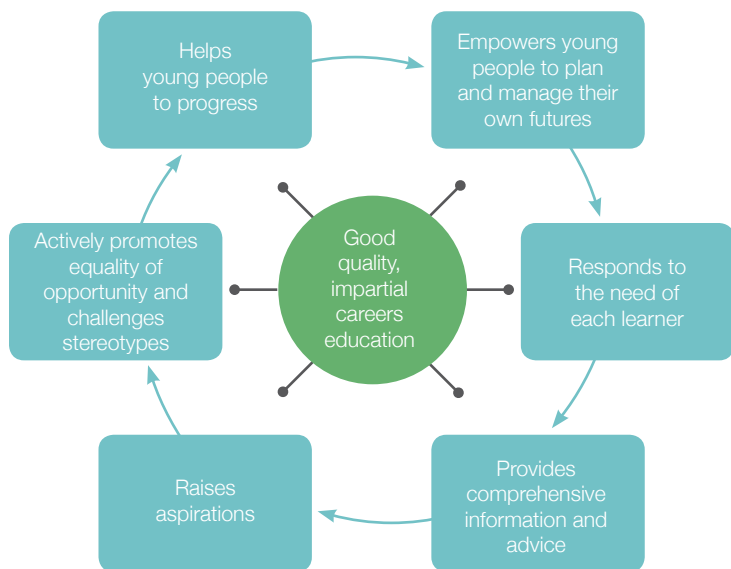 Helps
young people
to progress
Empowers young
people to plan
and manage their
own futures
Responds to
the need of
each learner
Provides
comprehensive
information and
advice
Raises
aspirations
Actively promotes
equality of
opportunity and
challenges
stereotypes
Good
quality,
impartial
careers
education